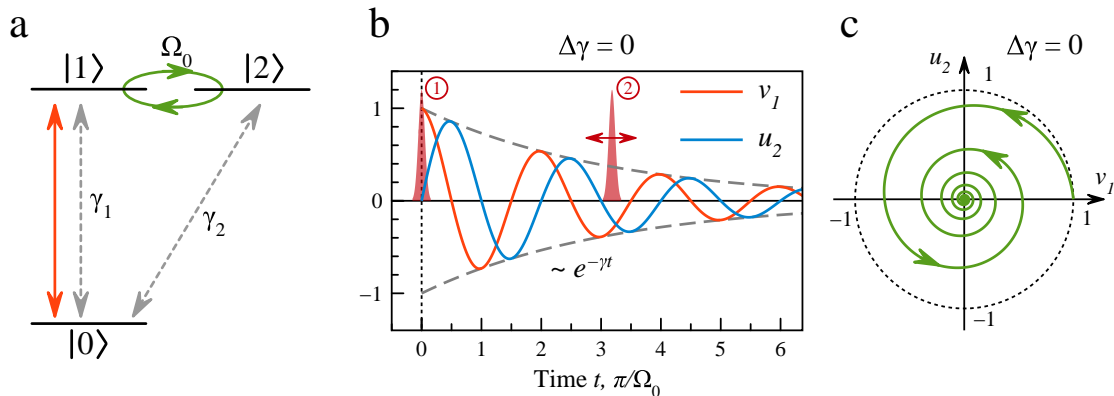 a
Ω₀
|1⟩
|2⟩
γ₁
γ₂
|0⟩
b
Δγ = 0
1
0
−1
①
②
v₁
u₂
~ e^{−γt}
0 1 2 3 4 5 6
Time t, π/Ω₀
c
Δγ = 0
u₂
1
v₁
−1
1
−1